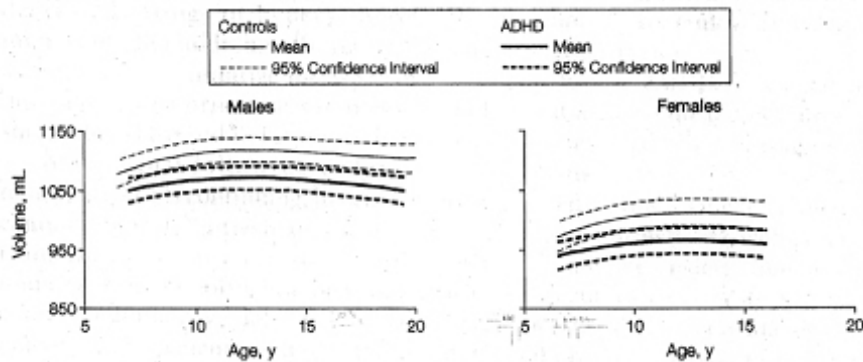 Controls ADHD
Mean Mean
95% Confidence Interval 95% Confidence Interval
Males Females
1150
1050
950
850
Volume, mL
5 10 15 20 5 10 15 20
Age, y Age, y